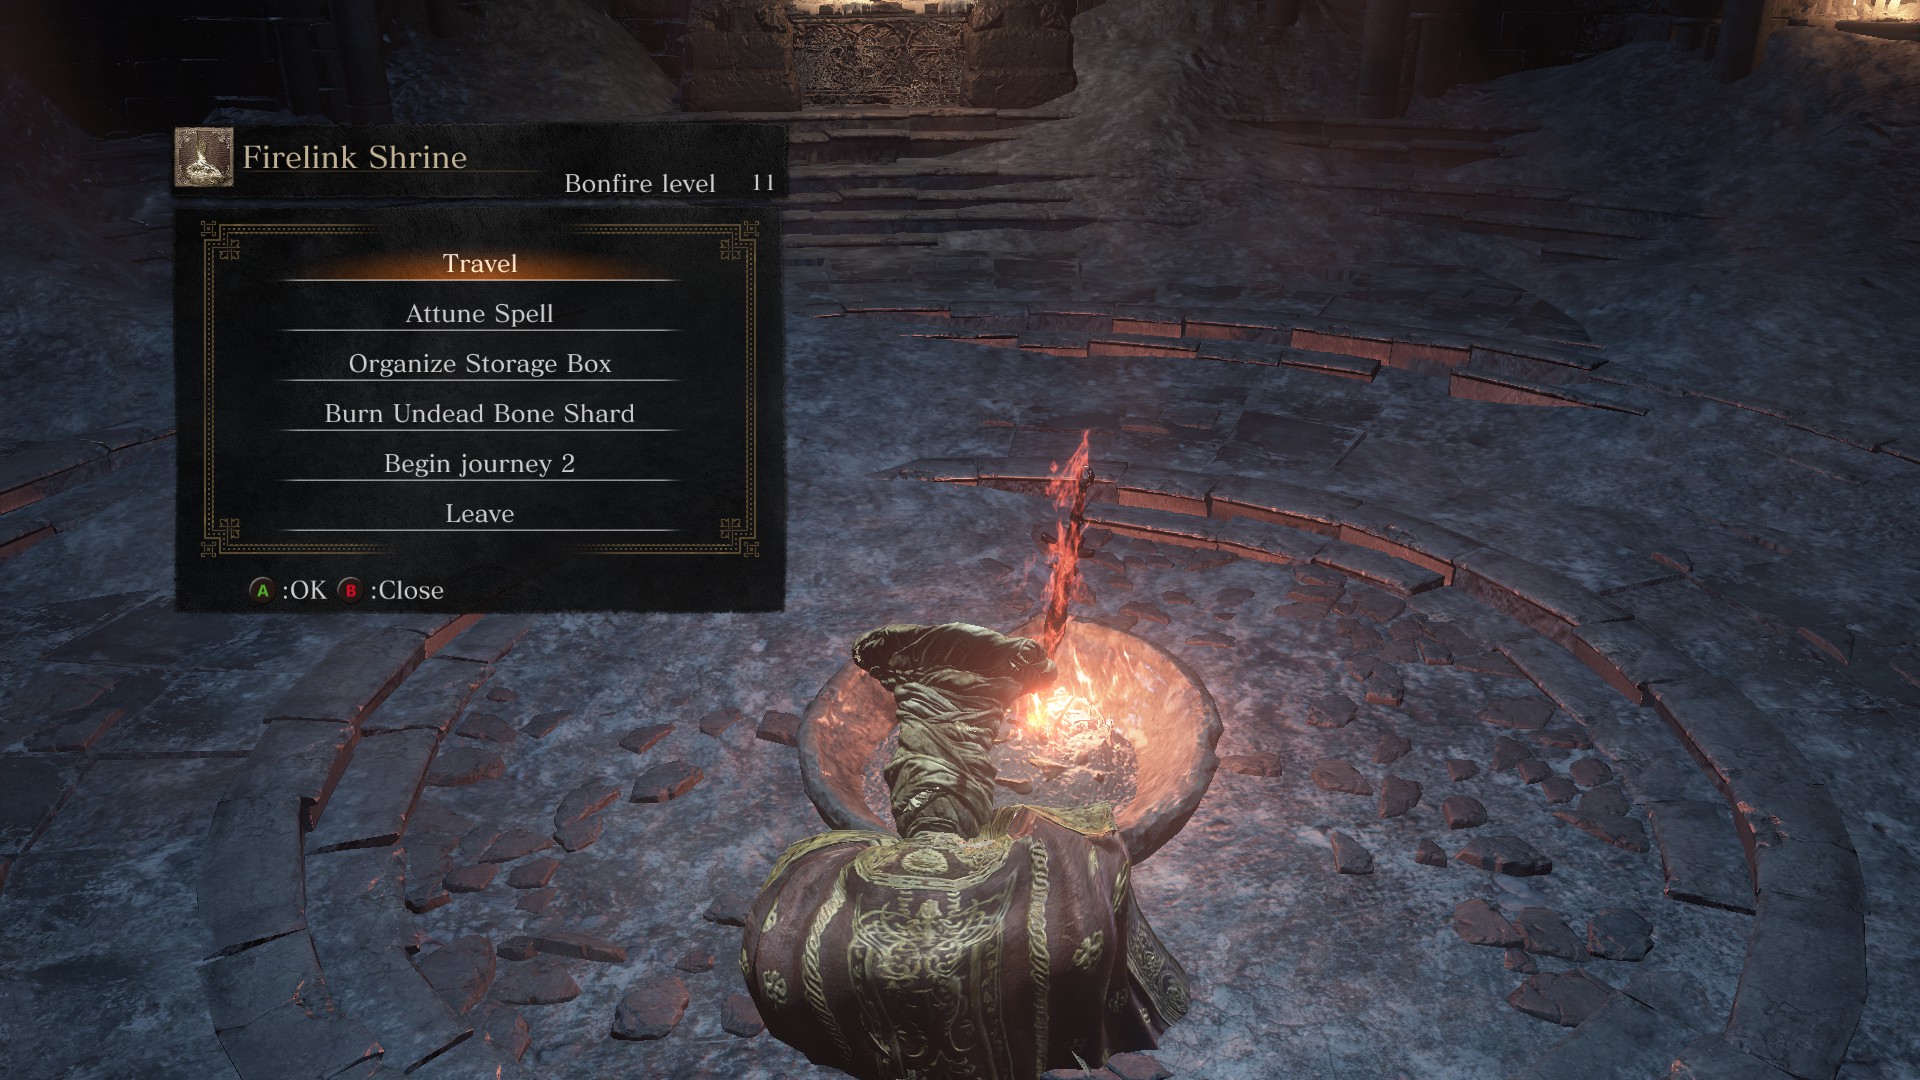 Firelink Shrine
Bonfire level 11
Travel
Attune Spell
Organize Storage Box
Burn Undead Bone Shard
Begin journey 2
Leave
A :OK B :Close